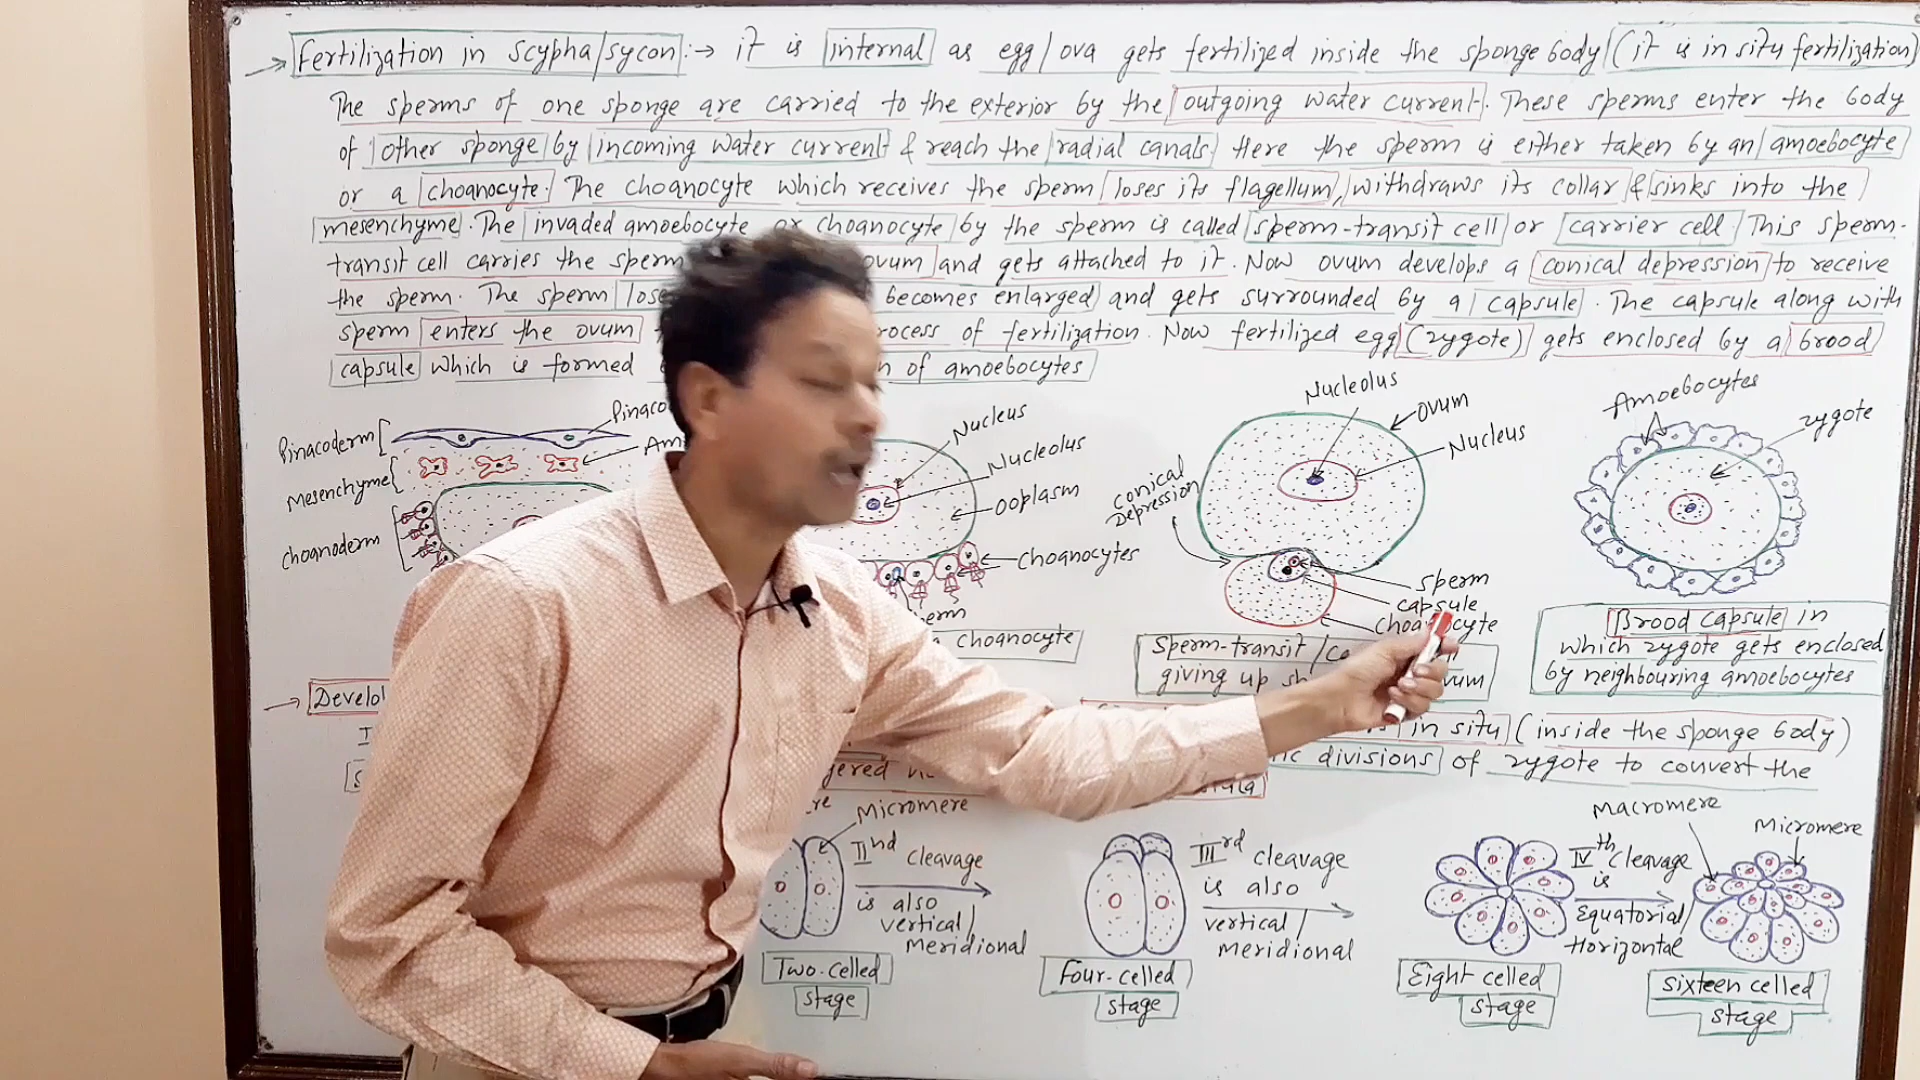 Fertilization in scypha/sycon :→ it is internal as egg/ova gets fertilized inside the sponge body (it is in situ fertilization)
The sperms of one sponge are carried to the exterior by the outgoing water current. These sperms enter the body
of other sponge by incoming water current & reach the radial canals. Here the sperm is either taken by an amoebocyte
or a choanocyte. The choanocyte which receives the sperm loses its flagellum, withdraws its collar & sinks into the
mesenchyme. The invaded amoebocyte or choanocyte by the sperm is called sperm-transit cell or carrier cell. This sperm-
transit cell carries the sperm ovum and gets attached to it. Now ovum develops a conical depression to receive
the sperm. The sperm lose becomes enlarged and gets surrounded by a capsule. The capsule along with
sperm enters the ovum of fertilization. Now fertilized egg (zygote) gets enclosed by a brood
capsule which is formed of amoebocytes
Pinacoderm
Mesenchyme
Choanoderm
Nucleus
Nucleolus
Ooplasm
Choanocytes
choanocyte
Nucleolus
Ovum
Nucleus
Conical
Depression
Sperm
Capsule
Sperm-transit/
giving up
Amoebocytes
Zygote
Brood capsule in
which zygote gets enclosed
by neighbouring amoebocytes
in situ (inside the sponge body)
divisions of zygote to convert the
Micromere
IInd cleavage
is also
vertical/
Meridional
Two-celled
stage
IIIrd cleavage
is also
vertical/
Meridional
Four-celled
stage
IVth cleavage
is
Equatorial/
Horizontal
Eight celled
stage
Macromere
Micromere
sixteen celled
stage